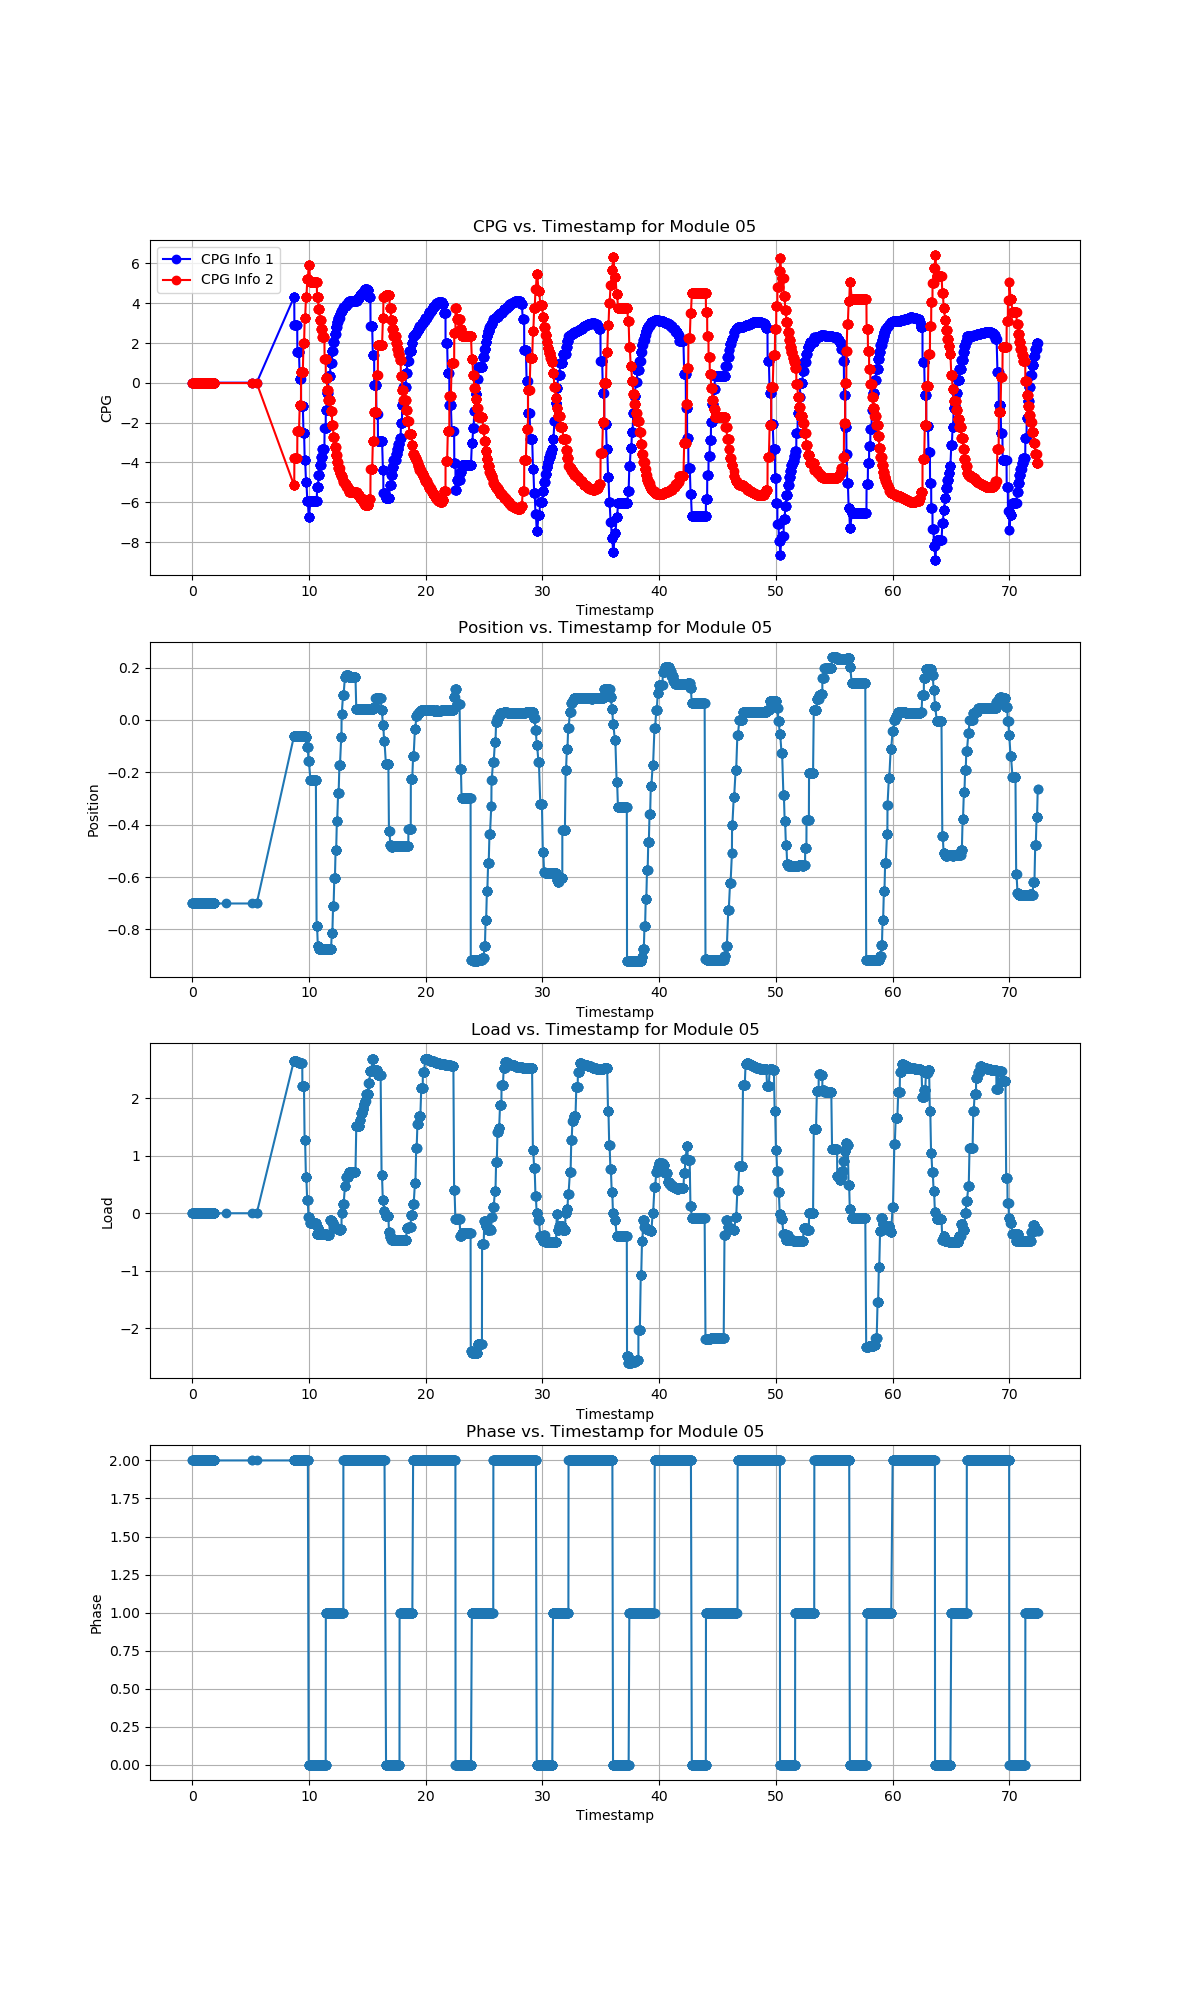 CPG vs. Timestamp for Module 05
CPG Info 1
CPG Info 2
6
4
2
0
−2
−4
−6
−8
CPG
0 10 20 30 40 50 60 70
Timestamp
Position vs. Timestamp for Module 05
0.2
0.0
−0.2
−0.4
−0.6
−0.8
Position
0 10 20 30 40 50 60 70
Timestamp
Load vs. Timestamp for Module 05
2
1
0
−1
−2
Load
0 10 20 30 40 50 60 70
Timestamp
Phase vs. Timestamp for Module 05
2.00
1.75
1.50
1.25
1.00
0.75
0.50
0.25
0.00
Phase
0 10 20 30 40 50 60 70
Timestamp